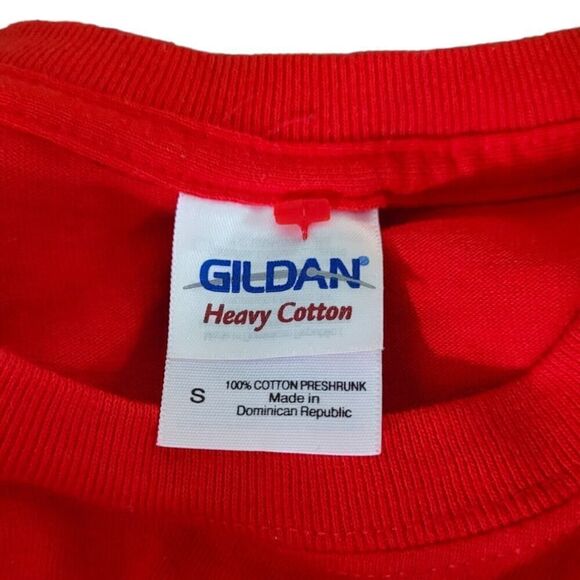 GILDAN®
Heavy Cotton
S
100% COTTON PRESHRUNK
Made in
Dominican Republic